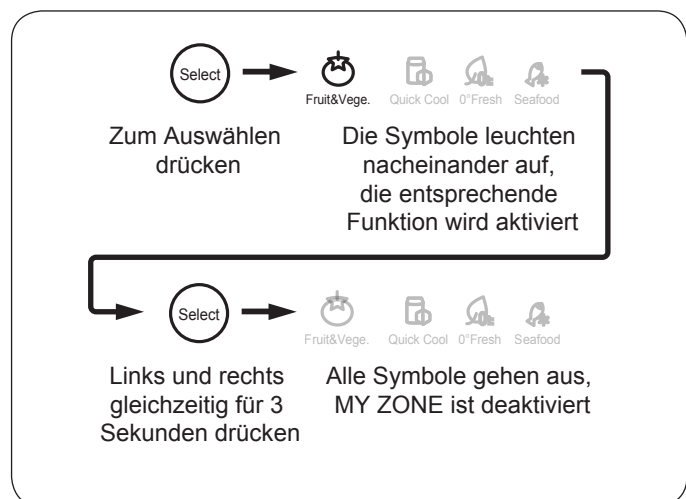 Select
Fruit&Vege. Quick Cool 0°Fresh Seafood
Zum Auswählen
drücken
Die Symbole leuchten
nacheinander auf,
die entsprechende
Funktion wird aktiviert
Select
Fruit&Vege. Quick Cool 0°Fresh Seafood
Links und rechts
gleichzeitig für 3
Sekunden drücken
Alle Symbole gehen aus,
MY ZONE ist deaktiviert